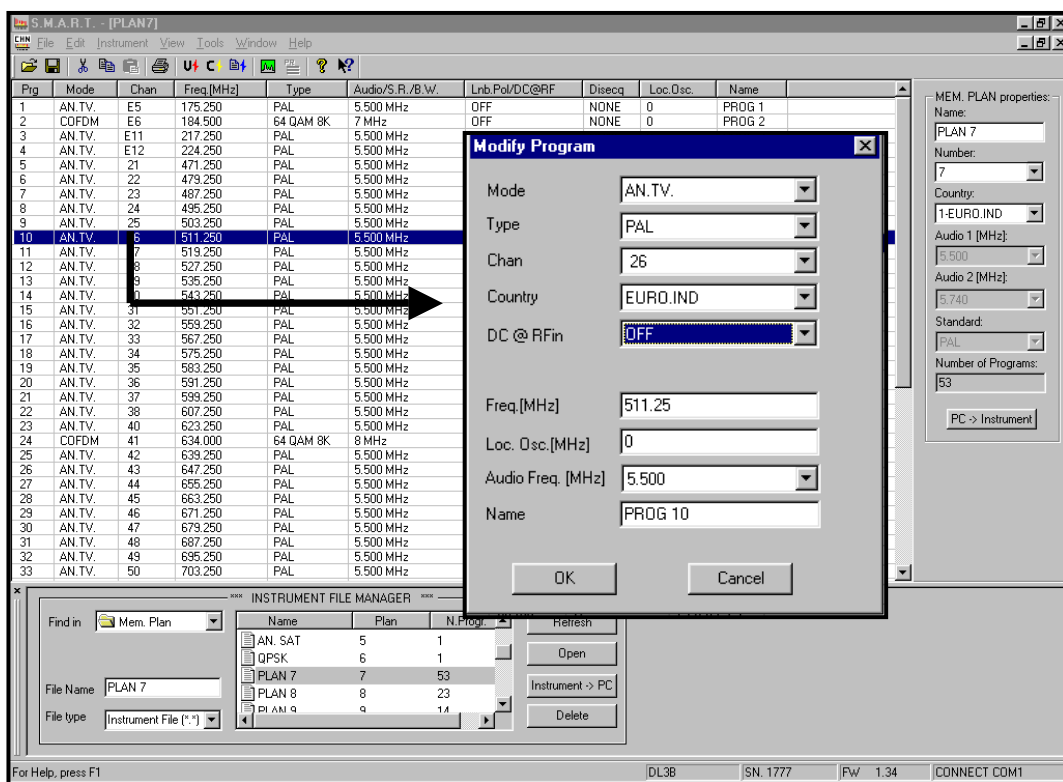 S.M.A.R.T. - [PLAN7]
CHN File Edit Instrument View Tools Window Help
Prg Mode Chan Freq.[MHz] Type Audio/S.R./B.W. Lnb.Pol/DC@RF Disecq Loc.Osc. Name
1 AN.TV. E5 175.250 PAL 5.500 MHz OFF NONE 0 PROG 1
2 COFDM E6 184.500 64 QAM 8K 7 MHz OFF NONE 0 PROG 2
3 AN.TV. E11 217.250 PAL 5.500 MHz
4 AN.TV. E12 224.250 PAL 5.500 MHz
5 AN.TV. 21 471.250 PAL 5.500 MHz
6 AN.TV. 22 479.250 PAL 5.500 MHz
7 AN.TV. 23 487.250 PAL 5.500 MHz
8 AN.TV. 24 495.250 PAL 5.500 MHz
9 AN.TV. 25 503.250 PAL 5.500 MHz
10 AN.TV. 6 511.250 PAL 5.500 MHz
11 AN.TV. 7 519.250 PAL 5.500 MHz
12 AN.TV. 8 527.250 PAL 5.500 MHz
13 AN.TV. 9 535.250 PAL 5.500 MHz
14 AN.TV. 0 543.250 PAL 5.500 MHz
15 AN.TV. 31 551.250 PAL 5.500 MHz
16 AN.TV. 32 559.250 PAL 5.500 MHz
17 AN.TV. 33 567.250 PAL 5.500 MHz
18 AN.TV. 34 575.250 PAL 5.500 MHz
19 AN.TV. 35 583.250 PAL 5.500 MHz
20 AN.TV. 36 591.250 PAL 5.500 MHz
21 AN.TV. 37 599.250 PAL 5.500 MHz
22 AN.TV. 38 607.250 PAL 5.500 MHz
23 AN.TV. 40 623.250 PAL 5.500 MHz
24 COFDM 41 634.000 64 QAM 8K 8 MHz
25 AN.TV. 42 639.250 PAL 5.500 MHz
26 AN.TV. 43 647.250 PAL 5.500 MHz
27 AN.TV. 44 655.250 PAL 5.500 MHz
28 AN.TV. 45 663.250 PAL 5.500 MHz
29 AN.TV. 46 671.250 PAL 5.500 MHz
30 AN.TV. 47 679.250 PAL 5.500 MHz
31 AN.TV. 48 687.250 PAL 5.500 MHz
32 AN.TV. 49 695.250 PAL 5.500 MHz
33 AN.TV. 50 703.250 PAL 5.500 MHz
Modify Program
Mode AN.TV.
Type PAL
Chan 26
Country EURO.IND
DC @ RFin OFF
Freq.[MHz] 511.25
Loc. Osc.[MHz] 0
Audio Freq. [MHz] 5.500
Name PROG 10
OK Cancel
MEM. PLAN properties:
Name:
PLAN 7
Number:
7
Country:
1-EURO.IND
Audio 1 [MHz]:
5.500
Audio 2 [MHz]:
5.740
Standard:
PAL
Number of Programs:
53
PC -> Instrument
*** INSTRUMENT FILE MANAGER ***
Find in Mem. Plan
File Name PLAN 7
File type Instrument File (*.*)
Name Plan N.Progr.
AN. SAT 5 1
QPSK 6 1
PLAN 7 7 53
PLAN 8 8 23
PLAN 9 9 14
Refresh
Open
Instrument -> PC
Delete
For Help, press F1 DL3B SN. 1777 FW 1.34 CONNECT COM1